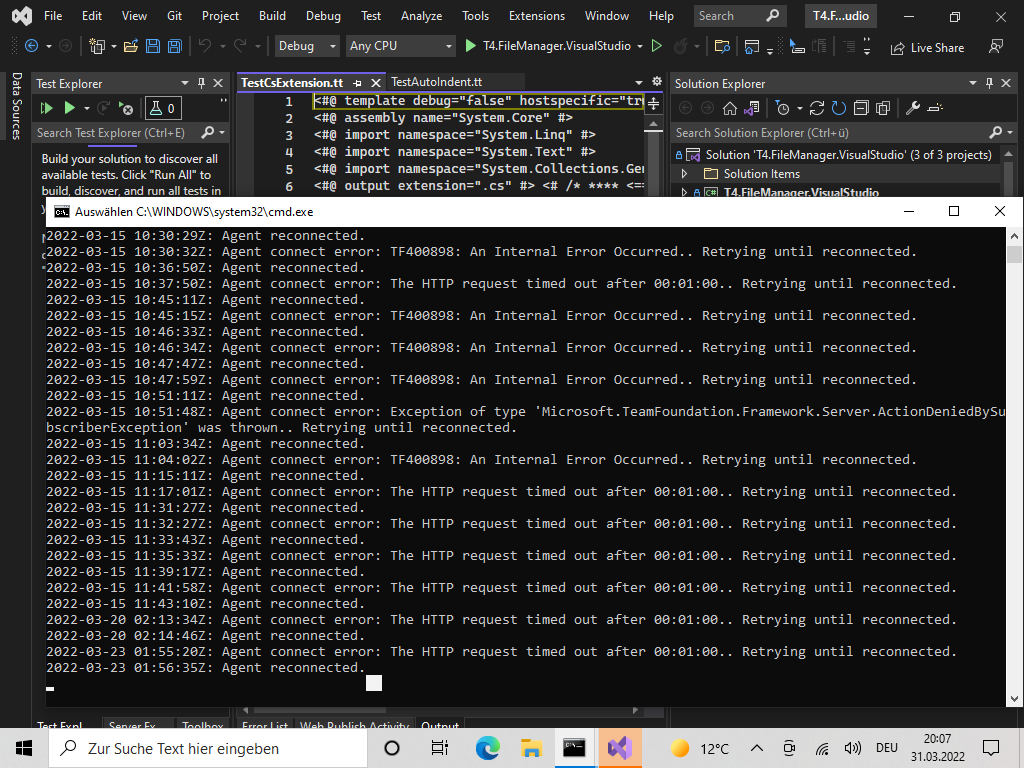 File Edit View Git Project Build Debug Test Analyze Tools Extensions Window Help Search T4.F...udio
Debug Any CPU T4.FileManager.VisualStudio Live Share
Data Sources
Test Explorer
0
Search Test Explorer (Ctrl+E)
Build your solution to discover all
available tests. Click "Run All" to
build, discover, and run all tests in
TestCsExtension.tt TestAutoIndent.tt
1 <#@ template debug="false" hostspecific="tru
2 <#@ assembly name="System.Core" #>
3 <#@ import namespace="System.Linq" #>
4 <#@ import namespace="System.Text" #>
5 <#@ import namespace="System.Collections.Gen
6 <#@ output extension=".cs" #> <# /* **** <==
Solution Explorer
Search Solution Explorer (Ctrl+ü)
Solution 'T4.FileManager.VisualStudio' (3 of 3 projects)
Solution Items
C# T4.FileManager.VisualStudio
Auswählen C:\WINDOWS\system32\cmd.exe
2022-03-15 10:30:29Z: Agent reconnected.
2022-03-15 10:30:32Z: Agent connect error: TF400898: An Internal Error Occurred.. Retrying until reconnected.
2022-03-15 10:36:50Z: Agent reconnected.
2022-03-15 10:37:50Z: Agent connect error: The HTTP request timed out after 00:01:00.. Retrying until reconnected.
2022-03-15 10:45:11Z: Agent reconnected.
2022-03-15 10:45:15Z: Agent connect error: TF400898: An Internal Error Occurred.. Retrying until reconnected.
2022-03-15 10:46:33Z: Agent reconnected.
2022-03-15 10:46:34Z: Agent connect error: TF400898: An Internal Error Occurred.. Retrying until reconnected.
2022-03-15 10:47:47Z: Agent reconnected.
2022-03-15 10:47:59Z: Agent connect error: TF400898: An Internal Error Occurred.. Retrying until reconnected.
2022-03-15 10:51:11Z: Agent reconnected.
2022-03-15 10:51:48Z: Agent connect error: Exception of type 'Microsoft.TeamFoundation.Framework.Server.ActionDeniedBySu
bscriberException' was thrown.. Retrying until reconnected.
2022-03-15 11:03:34Z: Agent reconnected.
2022-03-15 11:04:02Z: Agent connect error: TF400898: An Internal Error Occurred.. Retrying until reconnected.
2022-03-15 11:15:11Z: Agent reconnected.
2022-03-15 11:17:01Z: Agent connect error: The HTTP request timed out after 00:01:00.. Retrying until reconnected.
2022-03-15 11:31:27Z: Agent reconnected.
2022-03-15 11:32:27Z: Agent connect error: The HTTP request timed out after 00:01:00.. Retrying until reconnected.
2022-03-15 11:33:43Z: Agent reconnected.
2022-03-15 11:35:33Z: Agent connect error: The HTTP request timed out after 00:01:00.. Retrying until reconnected.
2022-03-15 11:39:17Z: Agent reconnected.
2022-03-15 11:41:58Z: Agent connect error: The HTTP request timed out after 00:01:00.. Retrying until reconnected.
2022-03-15 11:43:10Z: Agent reconnected.
2022-03-20 02:13:34Z: Agent connect error: The HTTP request timed out after 00:01:00.. Retrying until reconnected.
2022-03-20 02:14:46Z: Agent reconnected.
2022-03-23 01:55:20Z: Agent connect error: The HTTP request timed out after 00:01:00.. Retrying until reconnected.
2022-03-23 01:56:35Z: Agent reconnected.
Test Expl... Server Ex... Toolbox Error List Web Publish Activity Output
Zur Suche Text hier eingeben 12°C DEU 20:07
31.03.2022